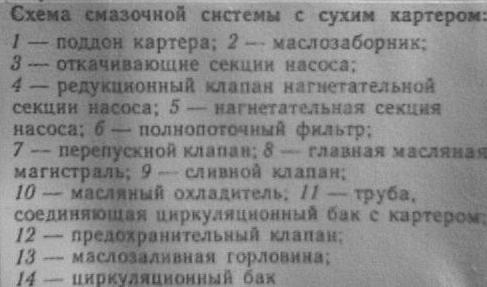 Схема смазочной системы с сухим картером:
1 — поддон картера; 2 — маслозаборник;
3 — откачивающие секции насоса;
4 — редукционный клапан нагнетательной
секции насоса; 5 — нагнетательная секция
насоса; 6 — полнопоточный фильтр;
7 — перепускной клапан; 8 — главная масляная
магистраль; 9 — сливной клапан;
10 — масляный охладитель; 11 — труба,
соединяющая циркуляционный бак с картером;
12 — предохранительный клапан;
13 — маслозаливная горловина;
14 — циркуляционный бак